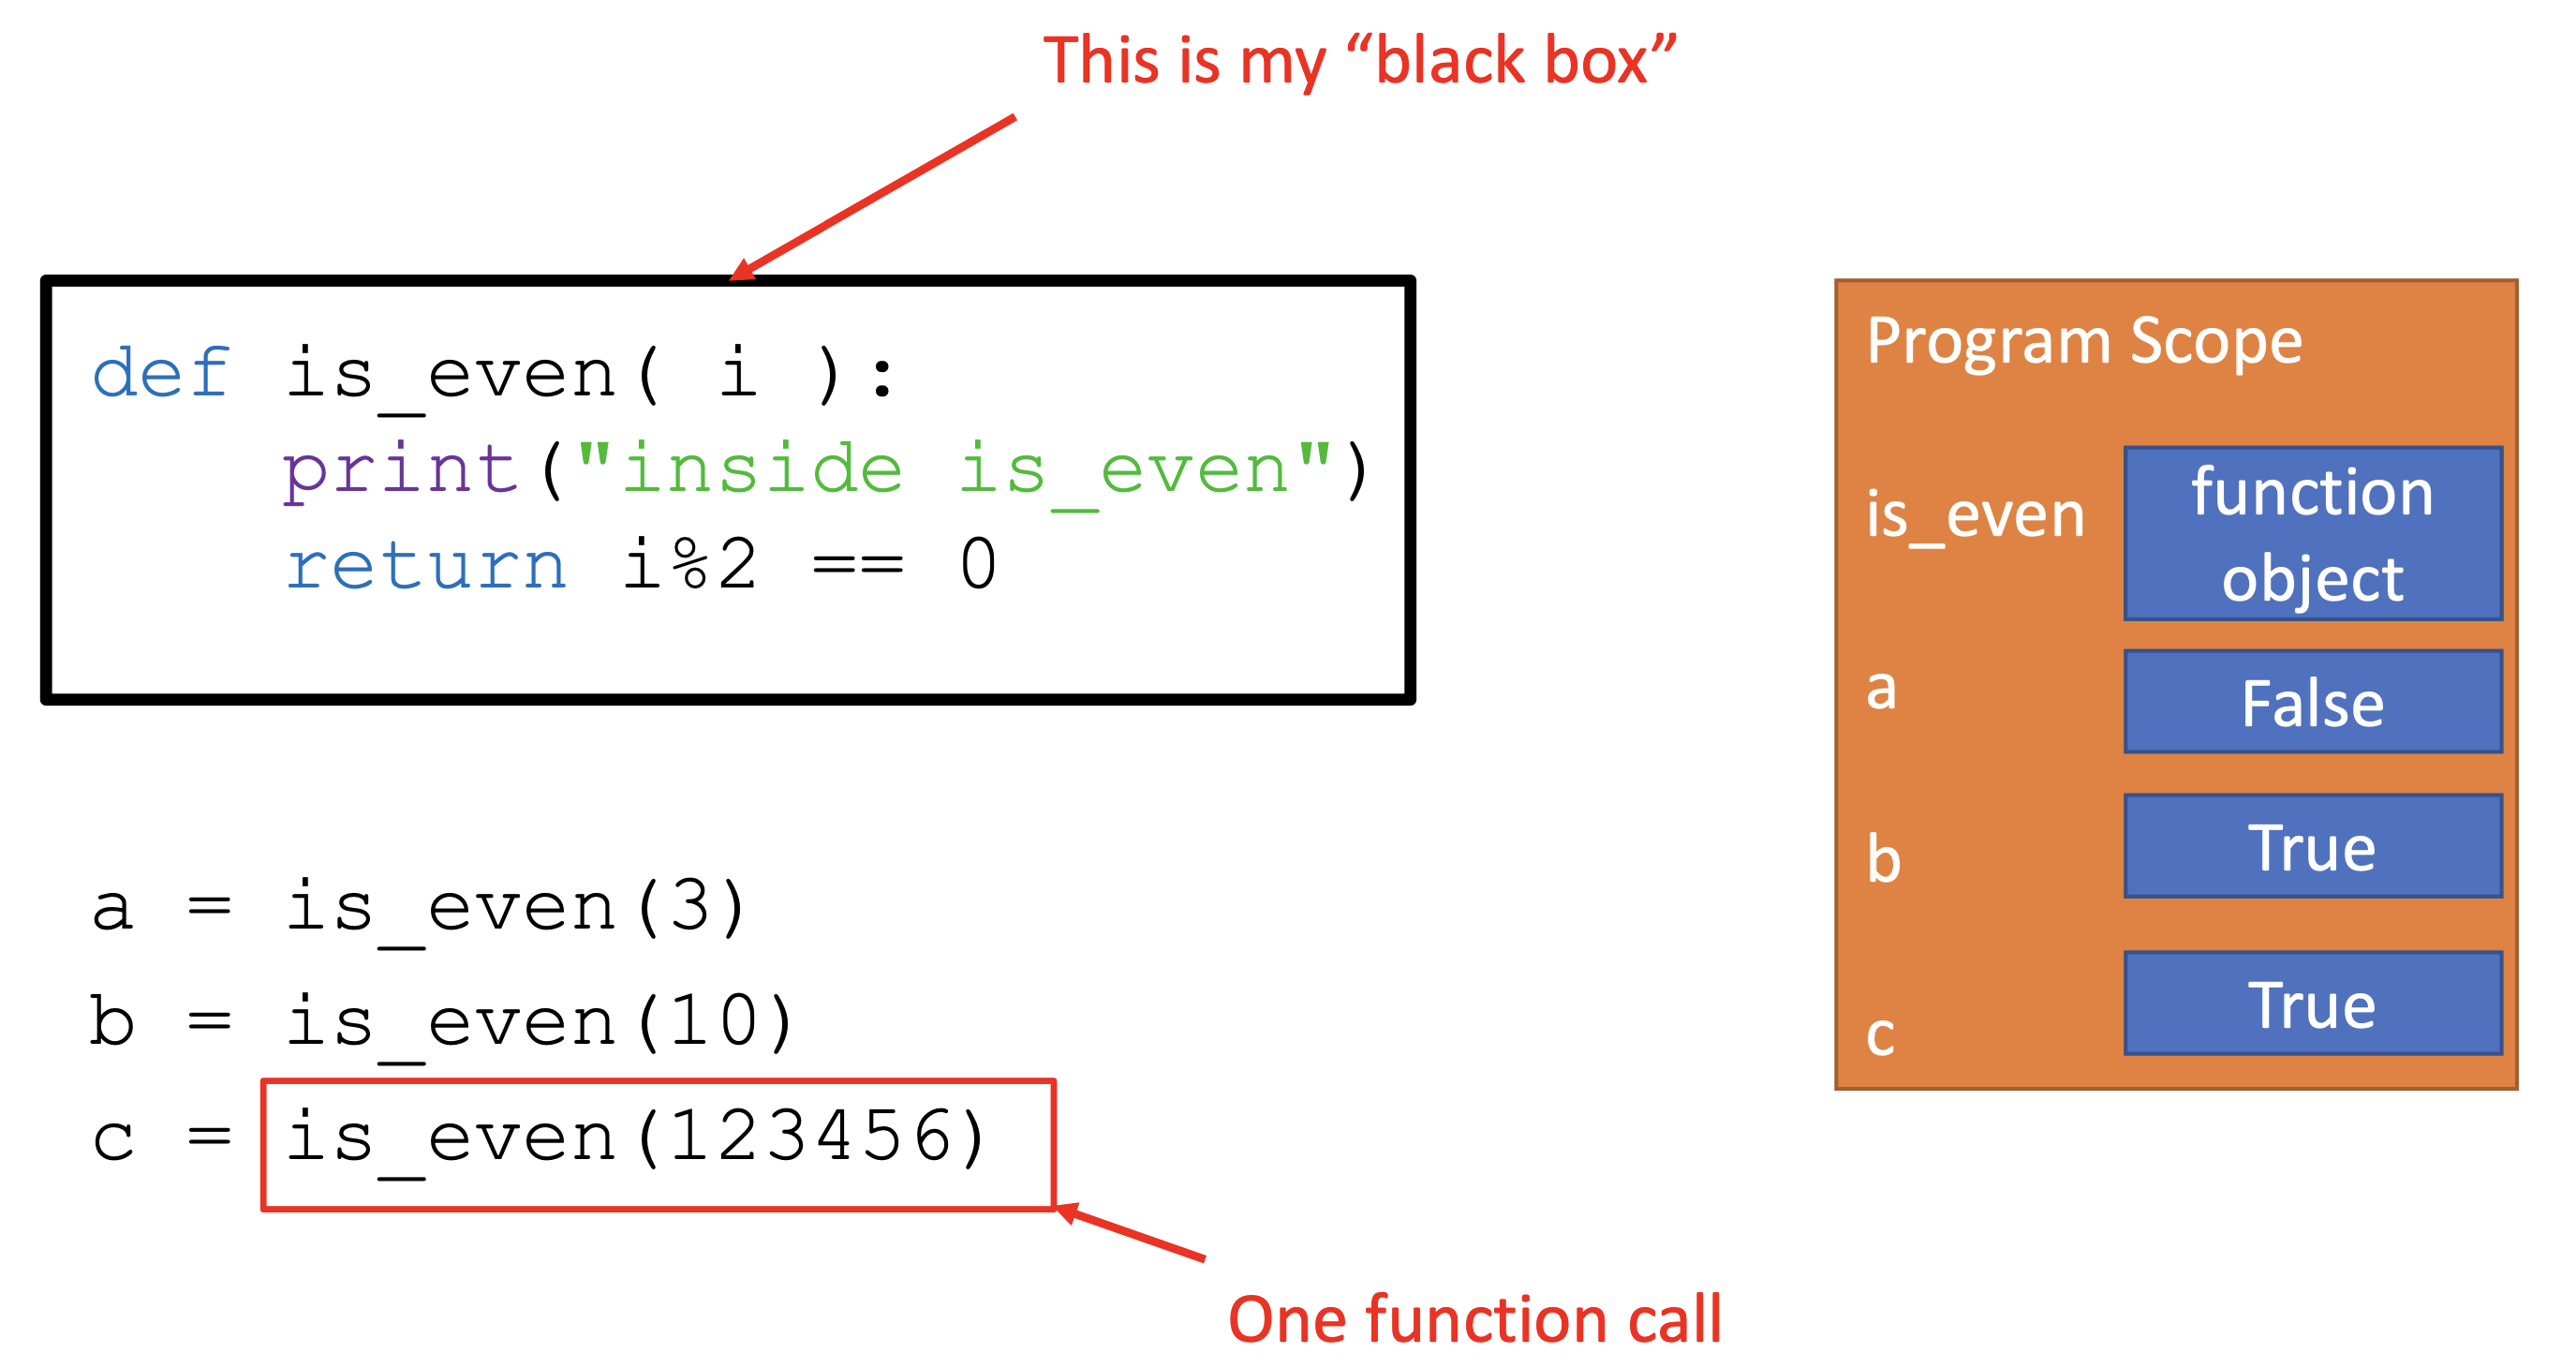 This is my “black box”
def is_even( i ):
    print("inside is_even")
    return i%2 == 0
a = is_even(3)
b = is_even(10)
c = is_even(123456)
One function call
Program Scope
is_even
function
object
a
False
b
True
c
True